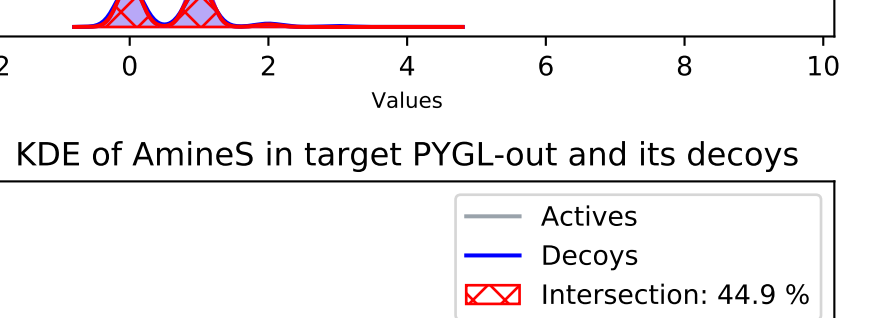 2 0 2 4 6 8 10
Values
KDE of AmineS in target PYGL-out and its decoys
Actives
Decoys
Intersection: 44.9 %